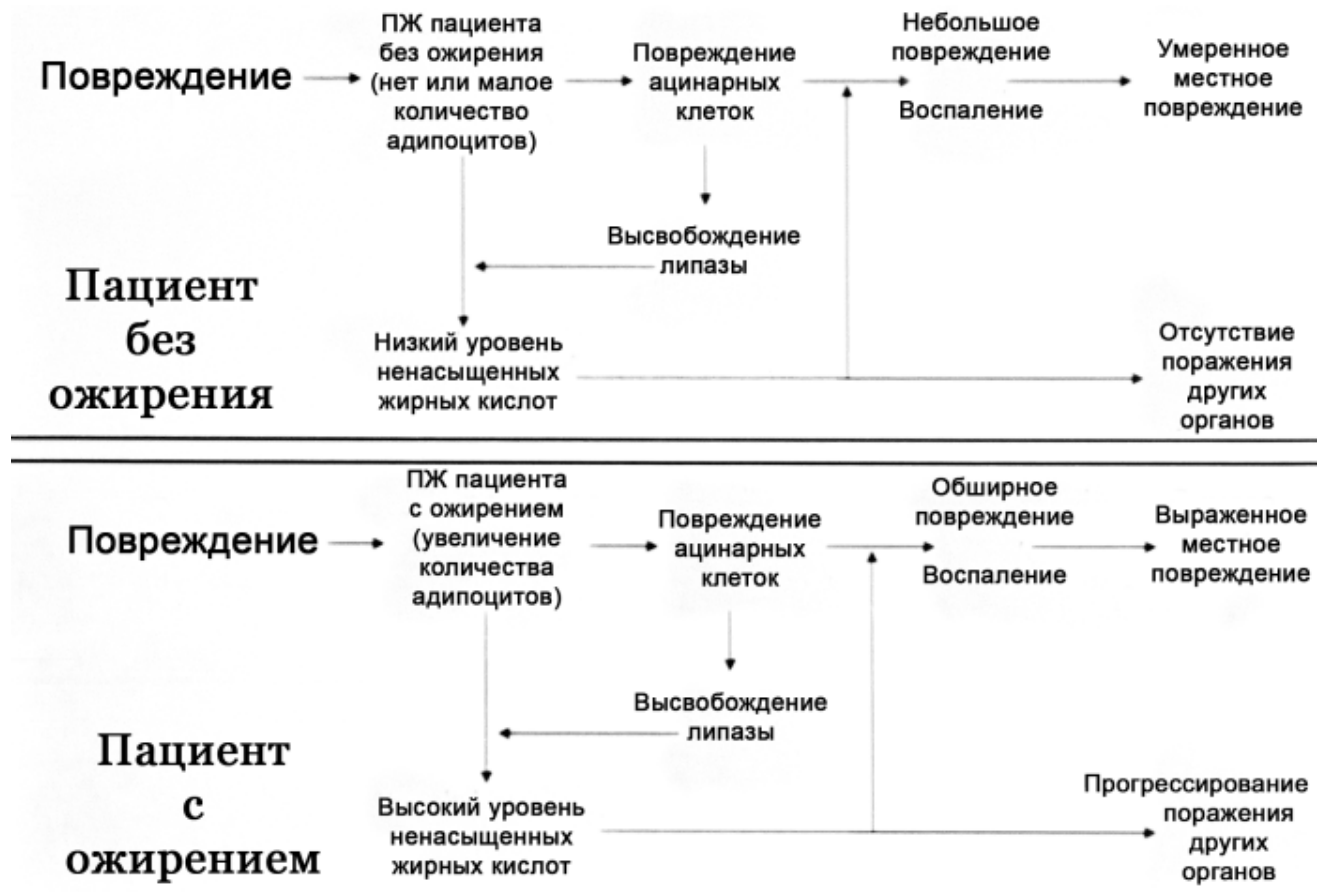 Повреждение
ПЖ пациента
без ожирения
(нет или малое
количество
адипоцитов)
Повреждение
ацинарных
клеток
Небольшое
повреждение
Воспаление
Умеренное
местное
повреждение
Высвобождение
липазы
Пациент
без
ожирения
Низкий уровень
ненасыщенных
жирных кислот
Отсутствие
поражения
других
органов
Повреждение
ПЖ пациента
с ожирением
(увеличение
количества
адипоцитов)
Повреждение
ацинарных
клеток
Обширное
повреждение
Воспаление
Выраженное
местное
повреждение
Высвобождение
липазы
Пациент
с
ожирением
Высокий уровень
ненасыщенных
жирных кислот
Прогрессирование
поражения
других
органов